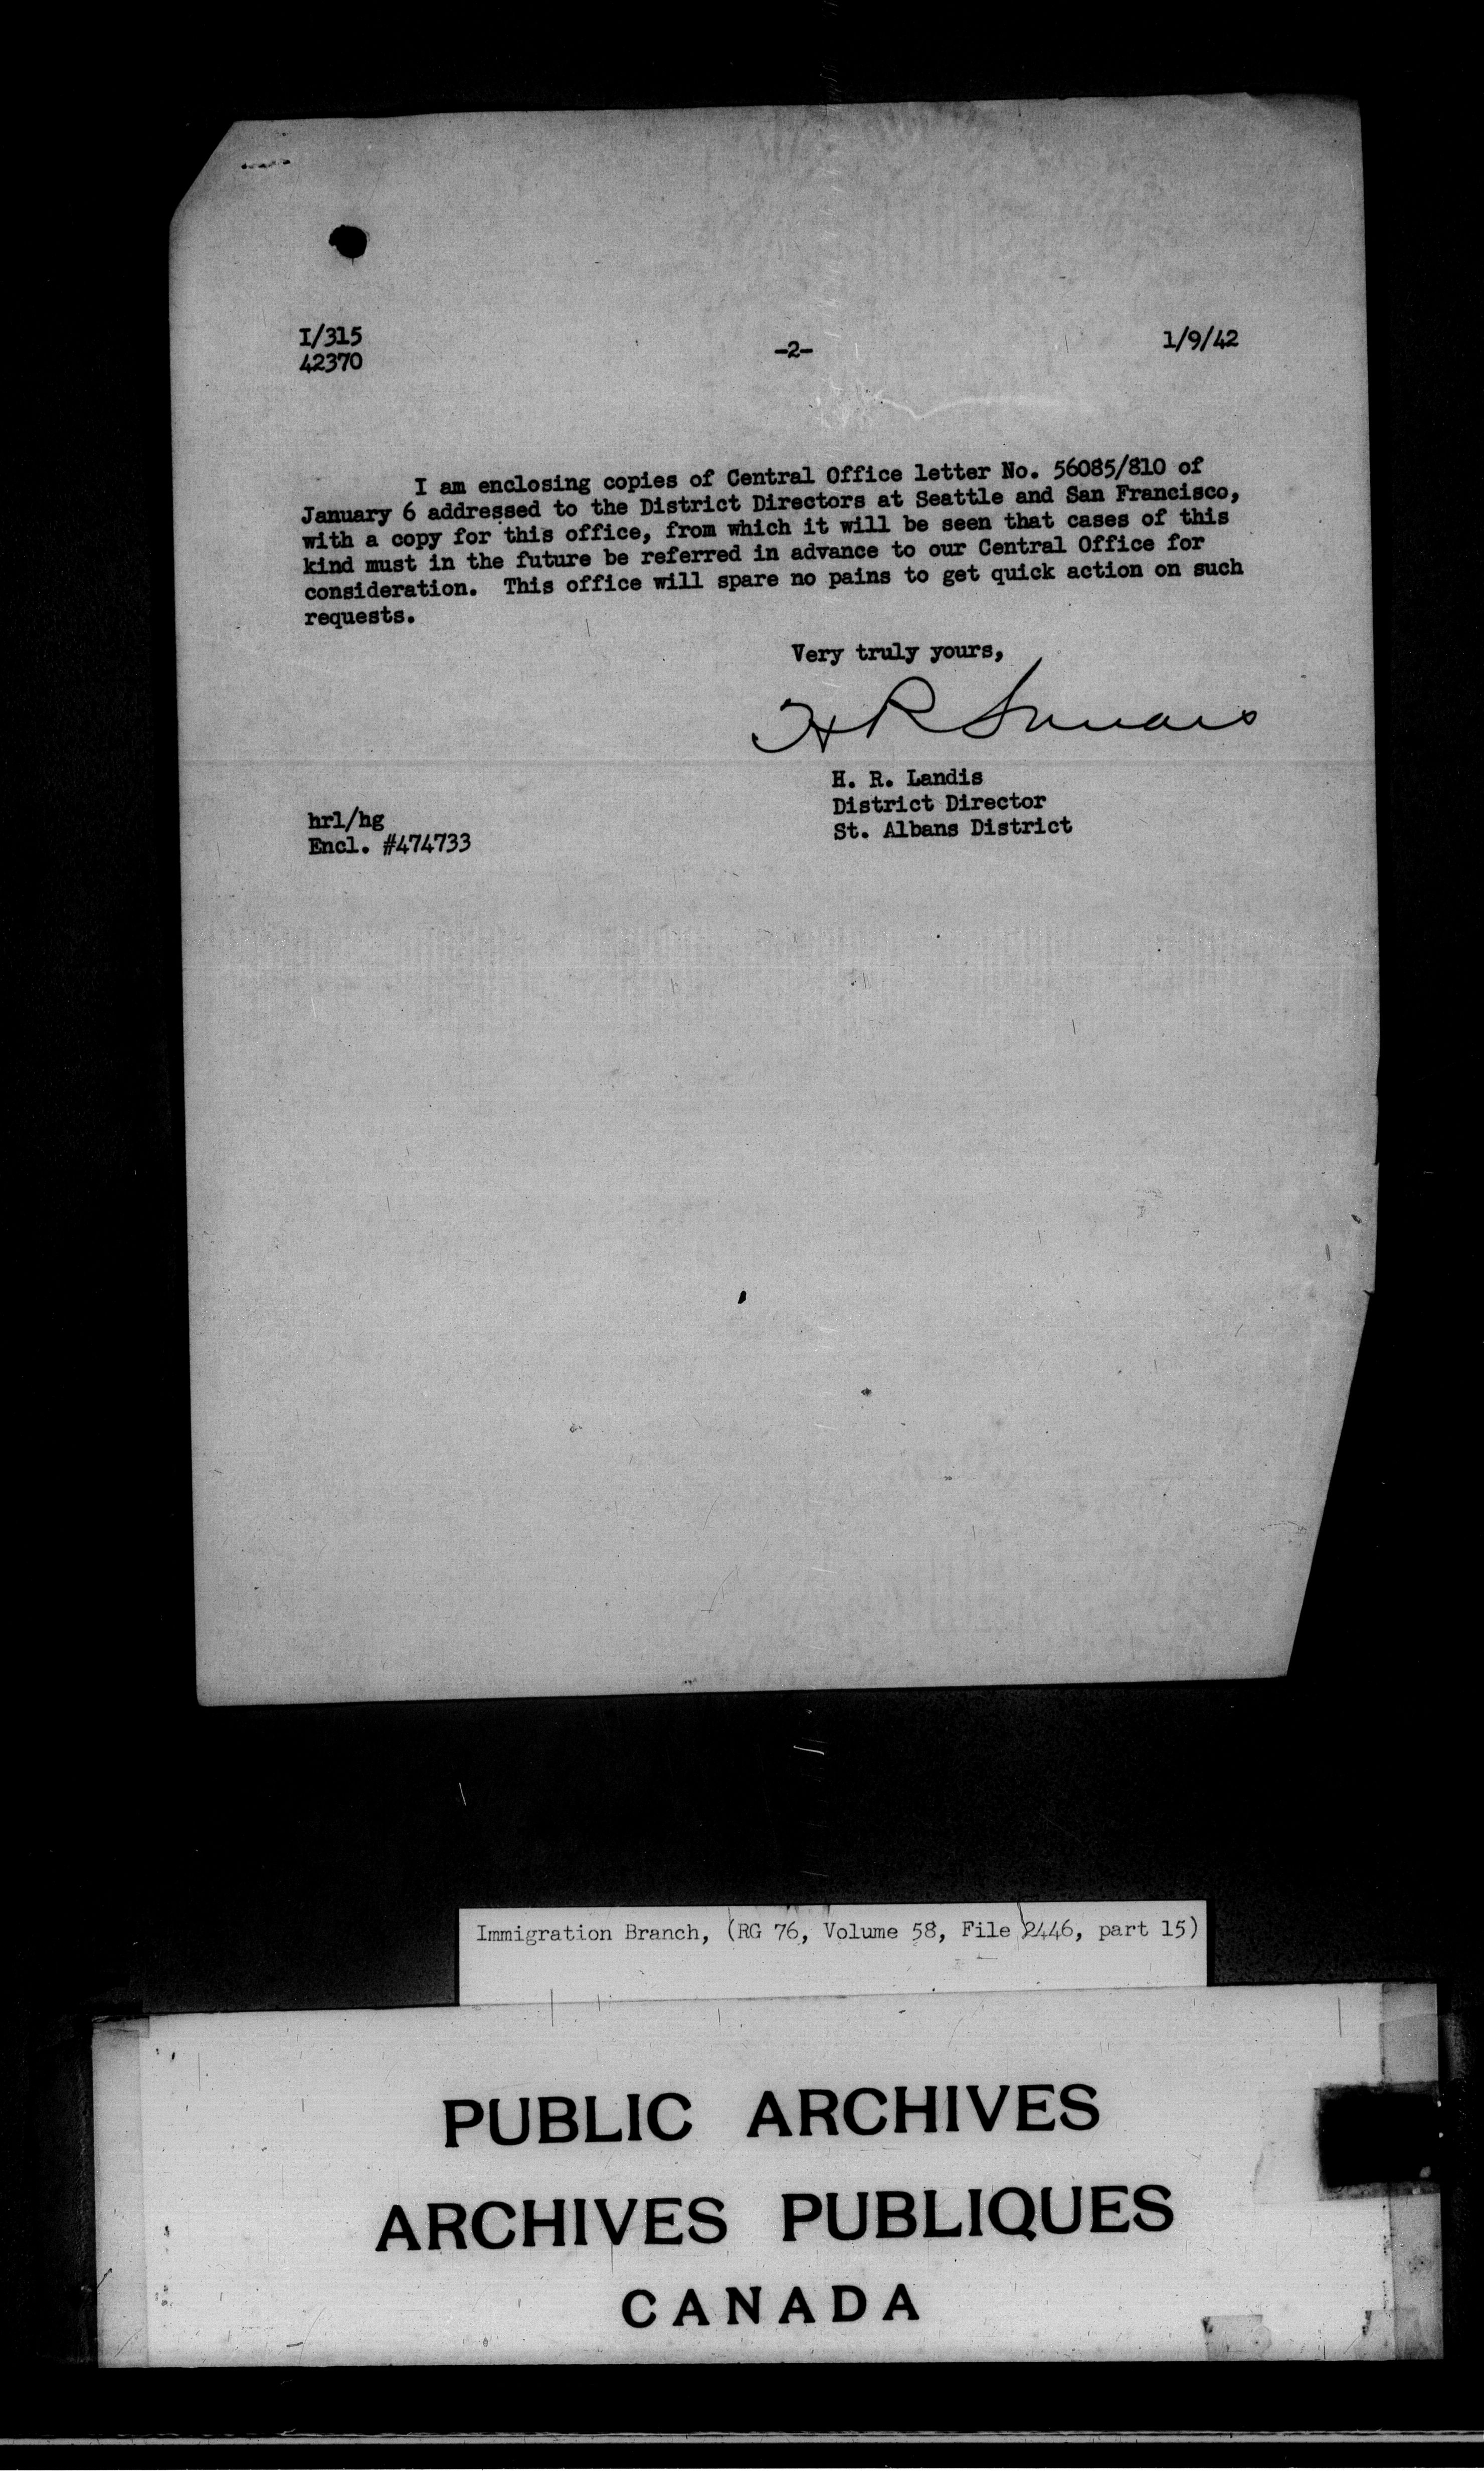 I/315
42370
-2-
1/9/42
I am enclosing copies of Central Office letter No. 56085/810 of
January 6 addressed to the District Directors at Seattle and San Francisco,
with a copy for this office, from which it will be seen that cases of this
kind must in the future be referred in advance to our Central Office for
consideration. This office will spare no pains to get quick action on such
requests.
Very truly yours,
H R Landis
H. R. Landis
District Director
St. Albans District
hrl/hg
Encl. #474733
Immigration Branch, (RG 76, Volume 58, File 2446, part 15)
PUBLIC ARCHIVES
ARCHIVES PUBLIQUES
CANADA